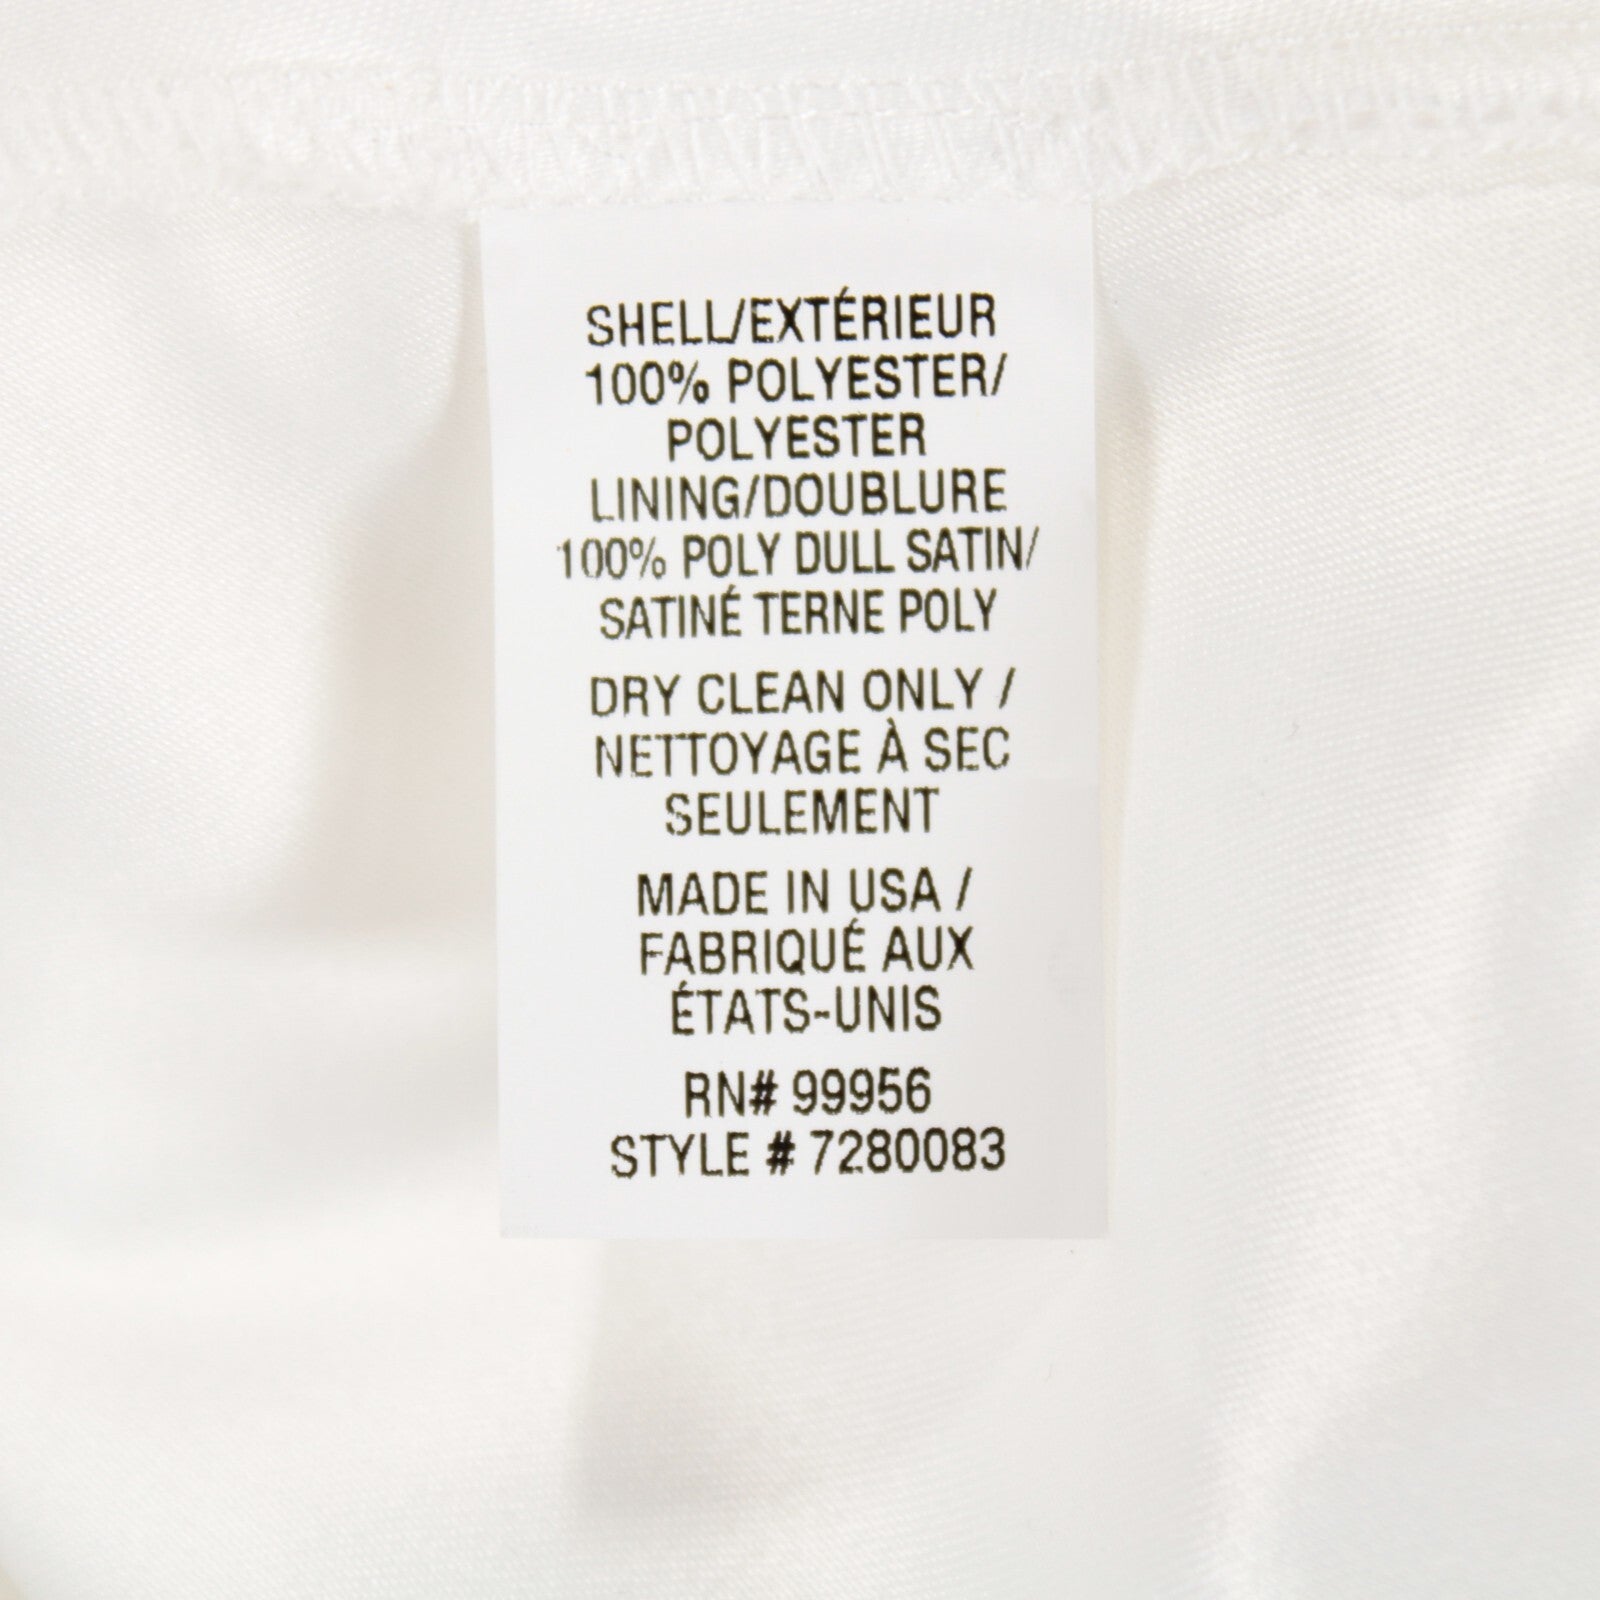 SHELL/EXTÉRIEUR
100% POLYESTER/
POLYESTER
LINING/DOUBLURE
100% POLY DULL SATIN/
SATINÉ TERNE POLY
DRY CLEAN ONLY /
NETTOYAGE À SEC
SEULEMENT
MADE IN USA /
FABRIQUÉ AUX
ÉTATS-UNIS
RN# 99956
STYLE # 7280083